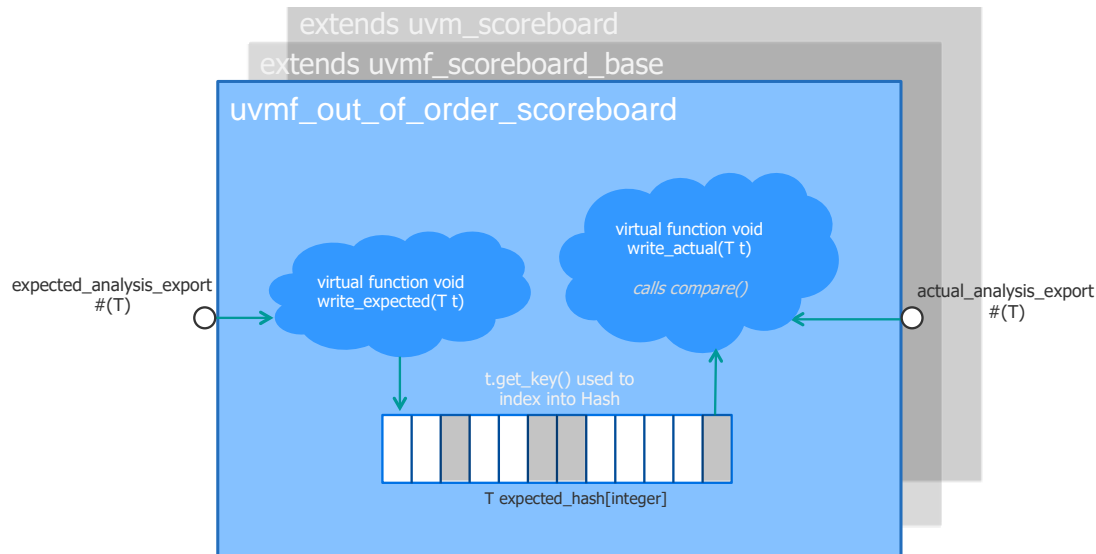 extends uvm_scoreboard
extends uvmf_scoreboard_base
uvmf_out_of_order_scoreboard
virtual function void
write_actual(T t)
calls compare()
virtual function void
write_expected(T t)
expected_analysis_export
#(T)
actual_analysis_export
#(T)
t.get_key() used to
index into Hash
T expected_hash[integer]